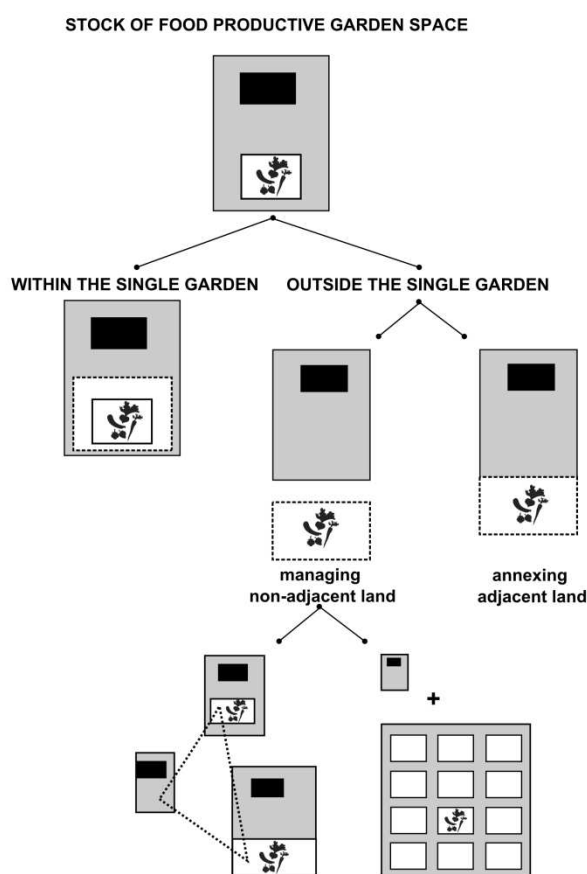 STOCK OF FOOD PRODUCTIVE GARDEN SPACE
WITHIN THE SINGLE GARDEN
OUTSIDE THE SINGLE GARDEN
managing
non-adjacent land
annexing
adjacent land
+